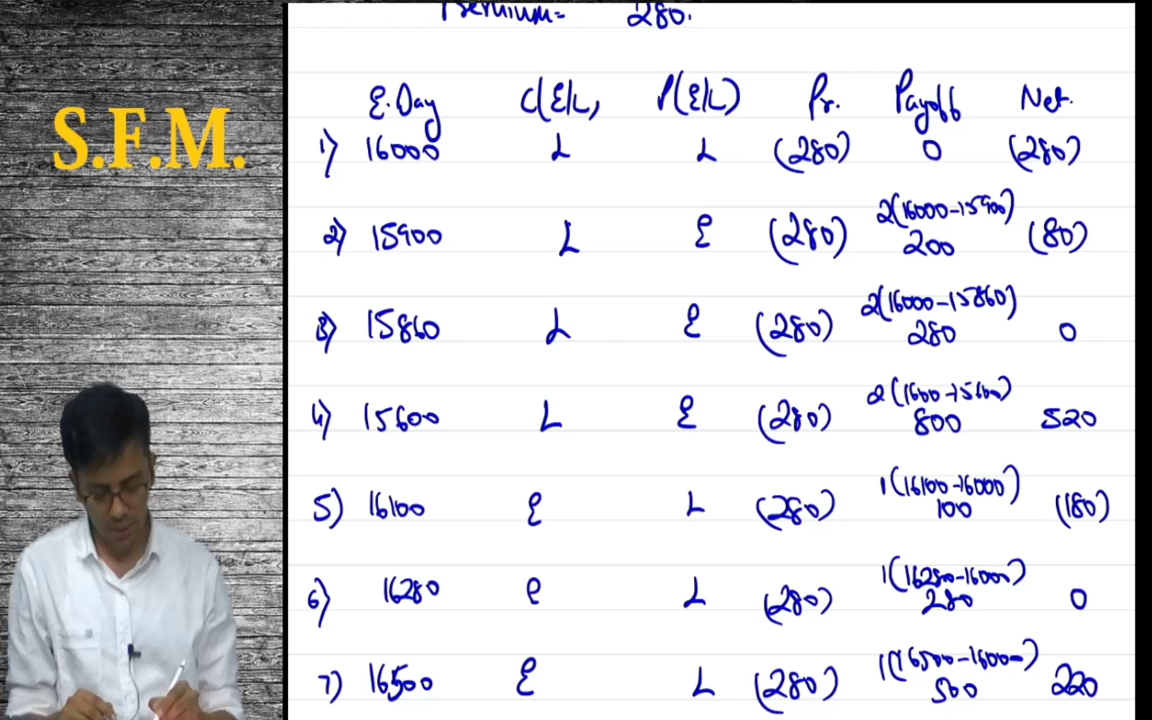 Premium= 280.
S.F.M.
E.Day C(E/L) P(E/L) Pr. Payoff Net.
1) 16000 L L (280) 0 (280)
2(16000-15900)
2) 15900 L E (280) 200 (80)
2(16000-15860)
3) 15860 L E (280) 280 0
2(1600-15600)
4) 15600 L E (280) 800 520
1(16100-16000)
5) 16100 E L (280) 100 (180)
1(16280-16000)
6) 16280 E L (280) 280 0
1(16500-16000)
7) 16500 E L (280) 500 220